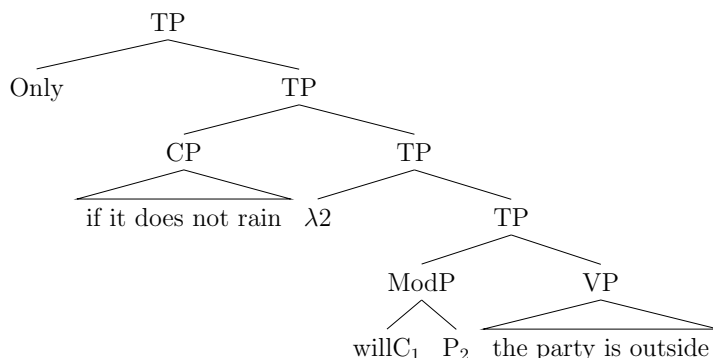 TP
Only TP
CP TP
if it does not rain λ2 TP
ModP VP
willC₁ P₂ the party is outside